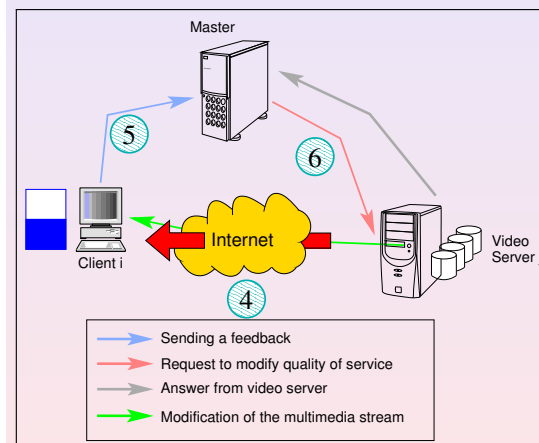 Master
5
6
Internet
Client i
Video
Server j
4
Sending a feedback
Request to modify quality of service
Answer from video server
Modification of the multimedia stream